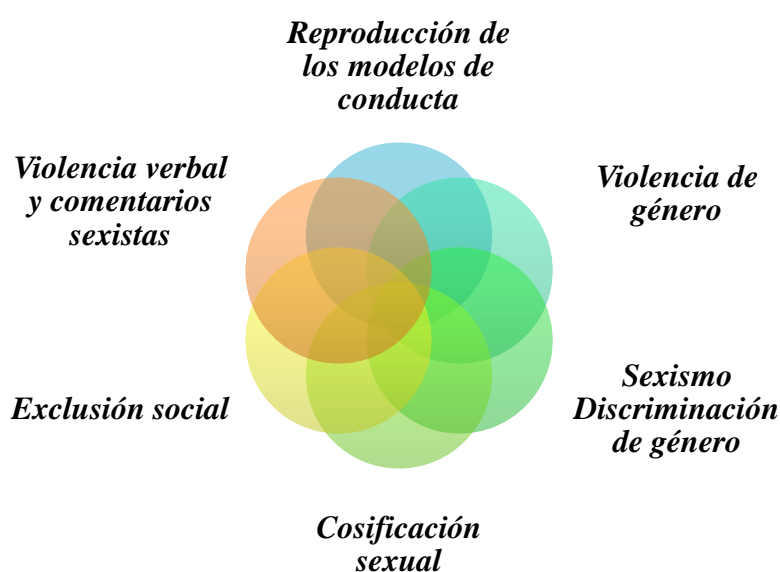 Reproducción de
los modelos de
conducta
Violencia de
género
Sexismo
Discriminación
de género
Cosificación
sexual
Exclusión social
Violencia verbal
y comentarios
sexistas